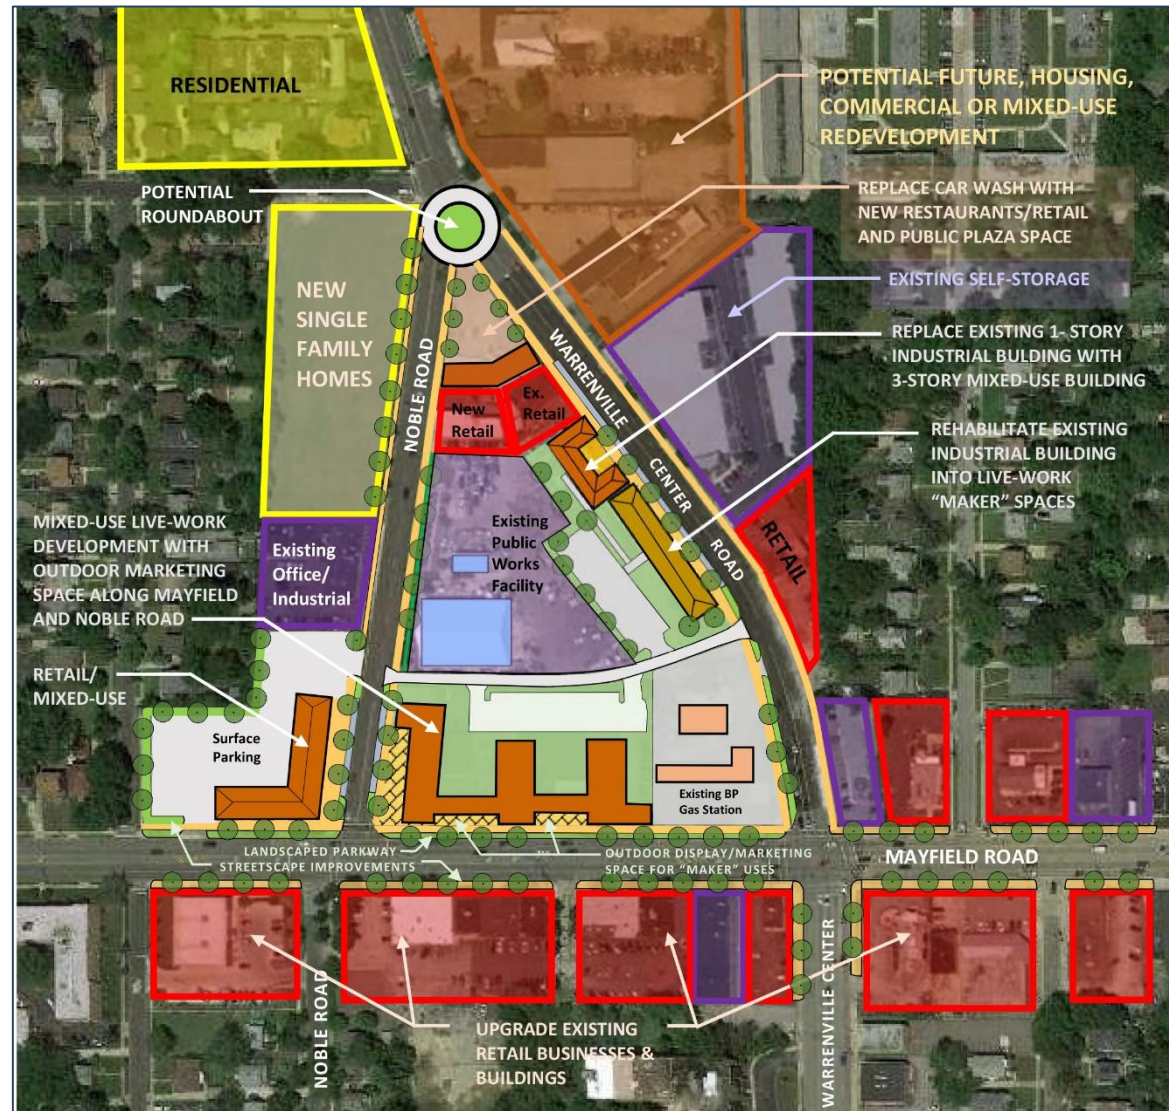 RESIDENTIAL
POTENTIAL FUTURE, HOUSING,
COMMERCIAL OR MIXED-USE
REDEVELOPMENT
POTENTIAL
ROUNDABOUT
REPLACE CAR WASH WITH
NEW RESTAURANTS/RETAIL
AND PUBLIC PLAZA SPACE
EXISTING SELF-STORAGE
NEW
SINGLE
FAMILY
HOMES
NOBLE ROAD
WARRENVILLE
CENTER
ROAD
REPLACE EXISTING 1- STORY
INDUSTRIAL BULDING WITH
3-STORY MIXED-USE BUILDING
New
Retail
Ex.
Retail
REHABILITATE EXISTING
INDUSTRIAL BUILDING
INTO LIVE-WORK
"MAKER" SPACES
MIXED-USE LIVE-WORK
DEVELOPMENT WITH
OUTDOOR MARKETING
SPACE ALONG MAYFIELD
AND NOBLE ROAD
Existing
Office/
Industrial
Existing
Public
Works
Facility
RETAIL
RETAIL/
MIXED-USE
Surface
Parking
Existing BP
Gas Station
LANDSCAPED PARKWAY
STREETSCAPE IMPROVEMENTS
OUTDOOR DISPLAY/MARKETING
SPACE FOR "MAKER" USES
MAYFIELD ROAD
NOBLE ROAD
WARRENVILLE CENTER
UPGRADE EXISTING
RETAIL BUSINESSES &
BUILDINGS